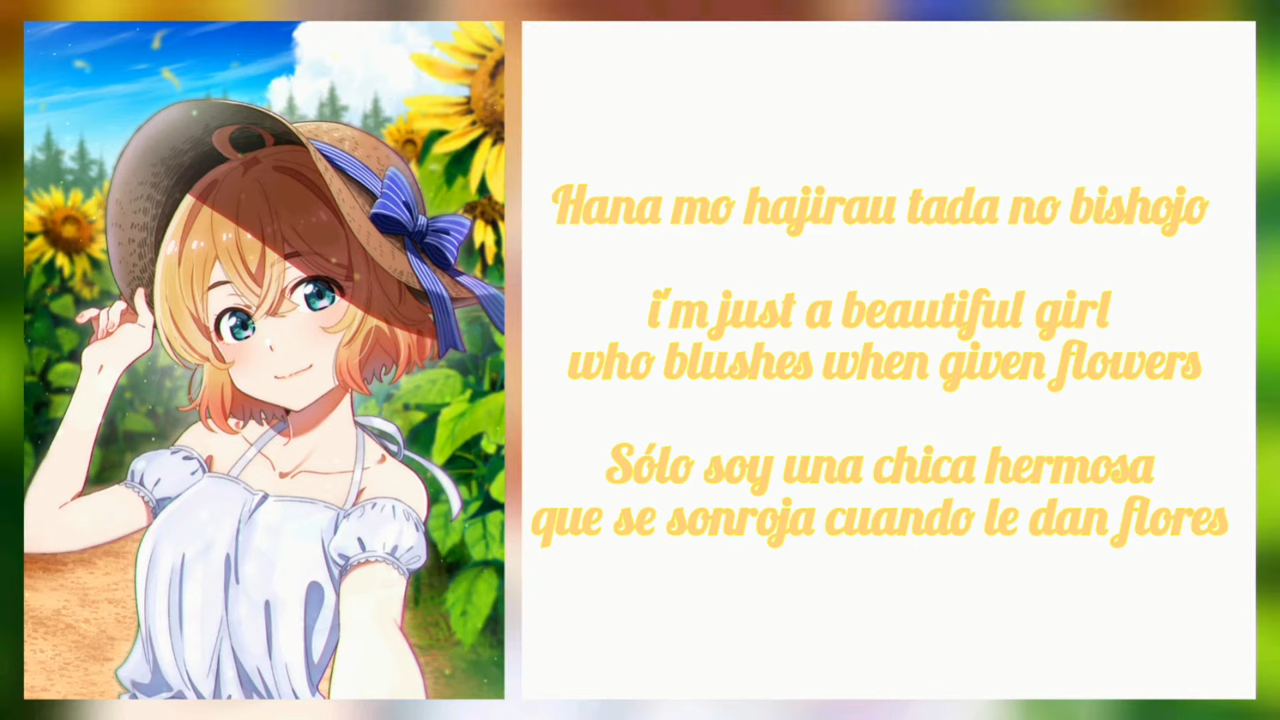 Hana mo hajirau tada no bishojo
i'm just a beautiful girl
who blushes when given flowers
Sólo soy una chica hermosa
que se sonroja cuando le dan flores